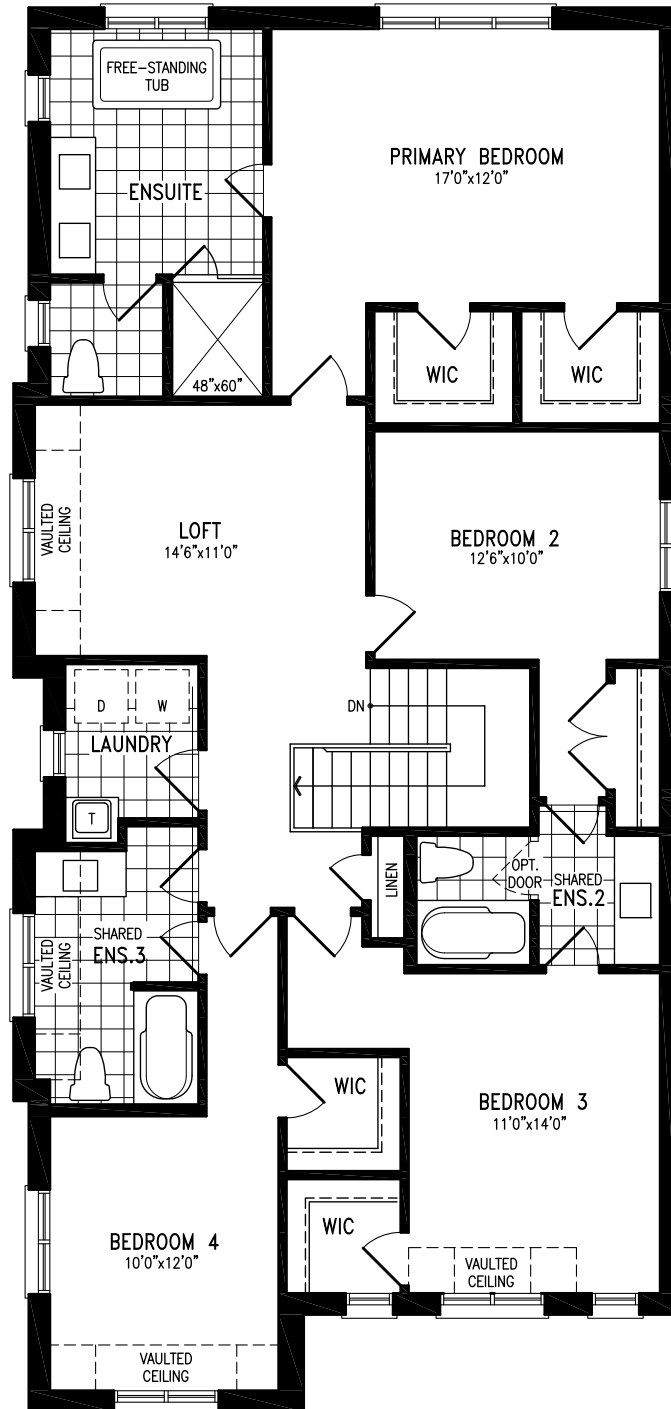 FREE-STANDING
TUB
PRIMARY BEDROOM
17'0"x12'0"
ENSUITE
WIC
WIC
48"x60"
LOFT
14'6"x11'0"
VAULTED
CEILING
BEDROOM 2
12'6"x10'0"
D
W
DN
LAUNDRY
T
LINEN
OPT.
DOOR
SHARED
ENS.2
SHARED
ENS.3
VAULTED
CEILING
WIC
BEDROOM 3
11'0"x14'0"
WIC
BEDROOM 4
10'0"x12'0"
VAULTED
CEILING
VAULTED
CEILING